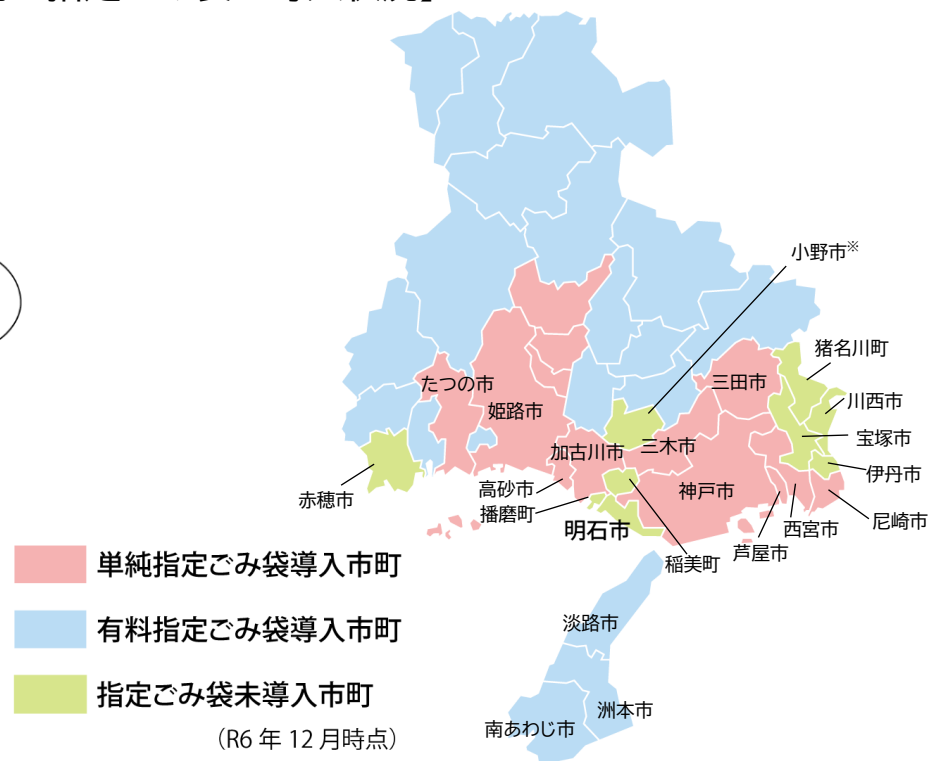 小野市※
猪名川町
三田市
たつの市
川西市
姫路市
宝塚市
加古川市
三木市
伊丹市
神戸市
高砂市
赤穂市
播磨町
尼崎市
明石市
西宮市
芦屋市
稲美町
単純指定ごみ袋導入市町
淡路市
有料指定ごみ袋導入市町
指定ごみ袋未導入市町
洲本市
南あわじ市
（R6 年 12 月時点）